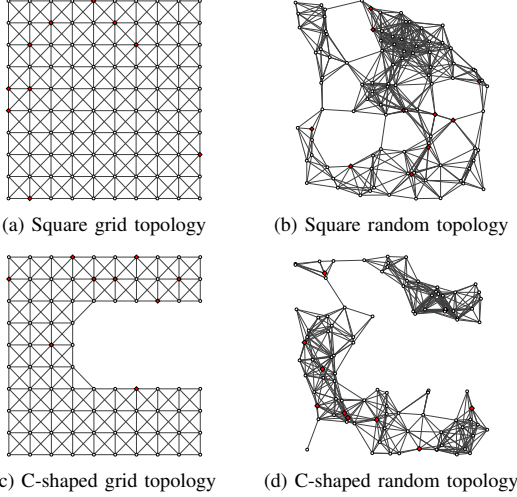 (a) Square grid topology
(b) Square random topology
c) C-shaped grid topology
(d) C-shaped random topology